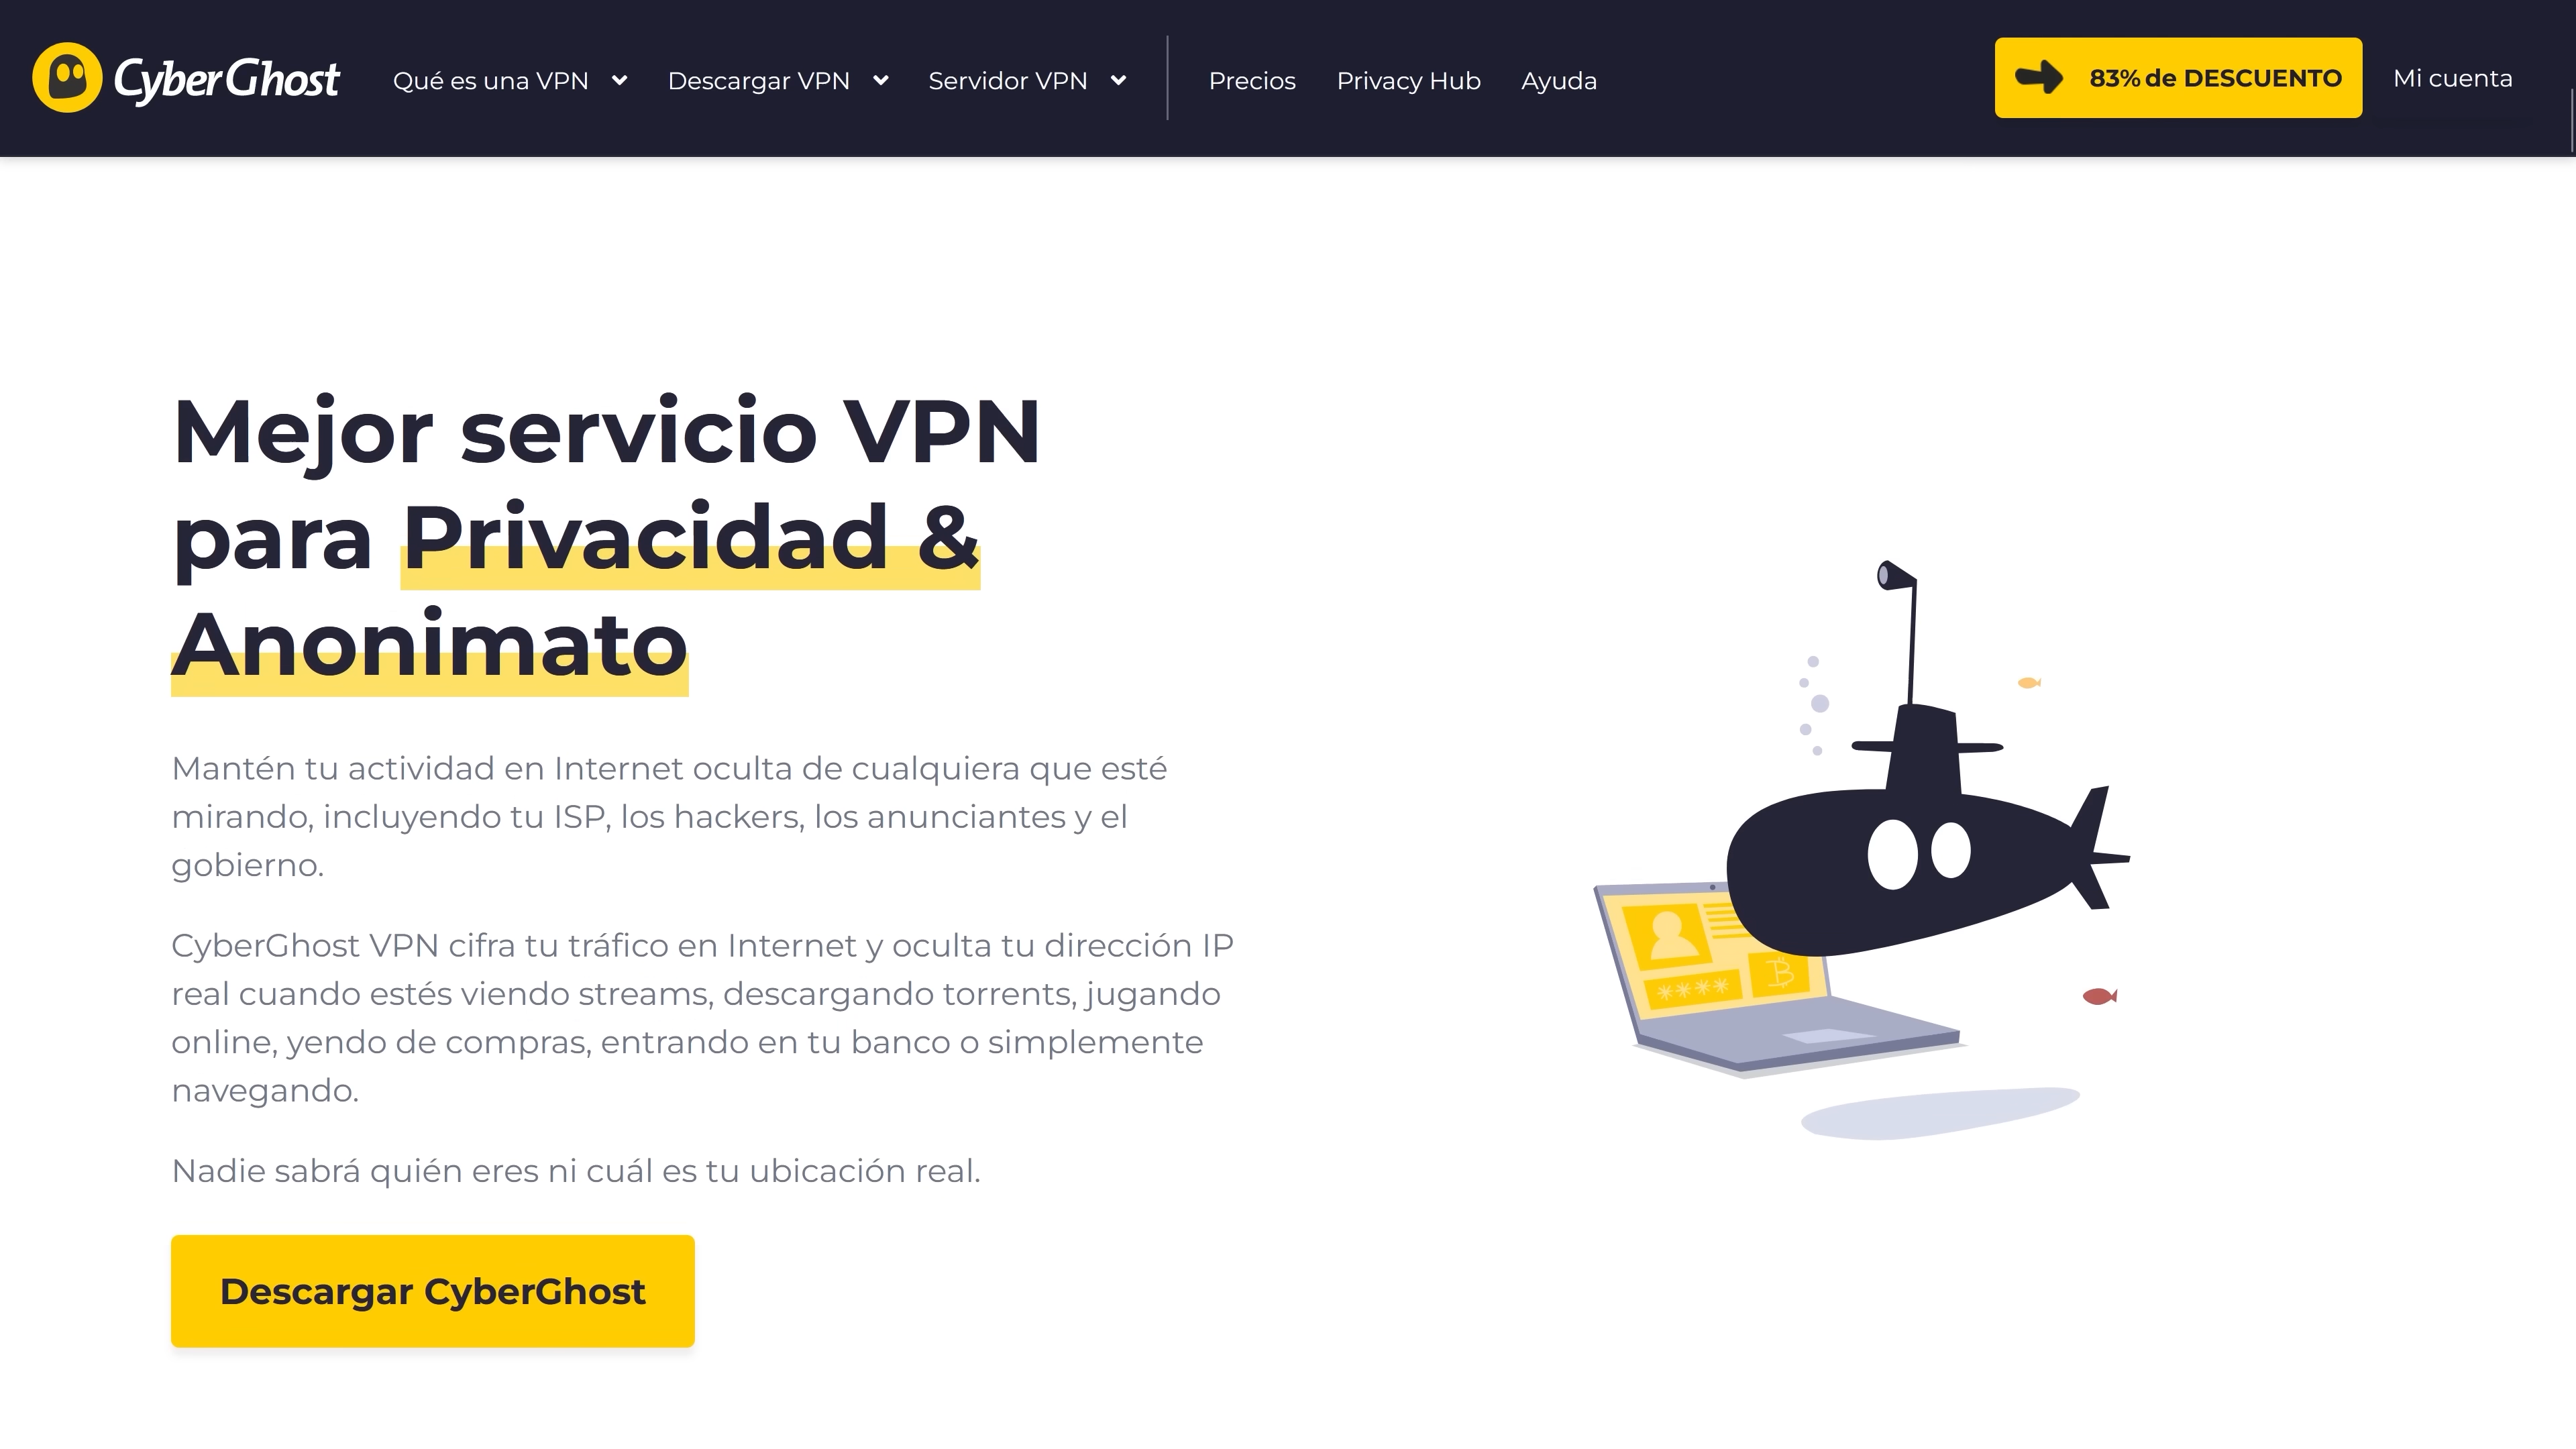 CyberGhost
Qué es una VPN
Descargar VPN
Servidor VPN
Precios
Privacy Hub
Ayuda
83% de DESCUENTO
Mi cuenta
Mejor servicio VPN
para Privacidad &
Anonimato
Mantén tu actividad en Internet oculta de cualquiera que esté
mirando, incluyendo tu ISP, los hackers, los anunciantes y el
gobierno.
CyberGhost VPN cifra tu tráfico en Internet y oculta tu dirección IP
real cuando estés viendo streams, descargando torrents, jugando
online, yendo de compras, entrando en tu banco o simplemente
navegando.
Nadie sabrá quién eres ni cuál es tu ubicación real.
Descargar CyberGhost
****